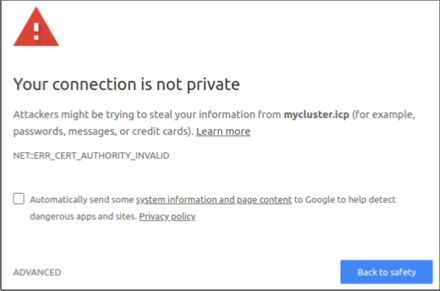 Your connection is not private
Attackers might be trying to steal your information from mycluster.icp (for example,
passwords, messages, or credit cards). Learn more
NET::ERR_CERT_AUTHORITY_INVALID
Automatically send some system information and page content to Google to help detect
dangerous apps and sites. Privacy policy
ADVANCED
Back to safety